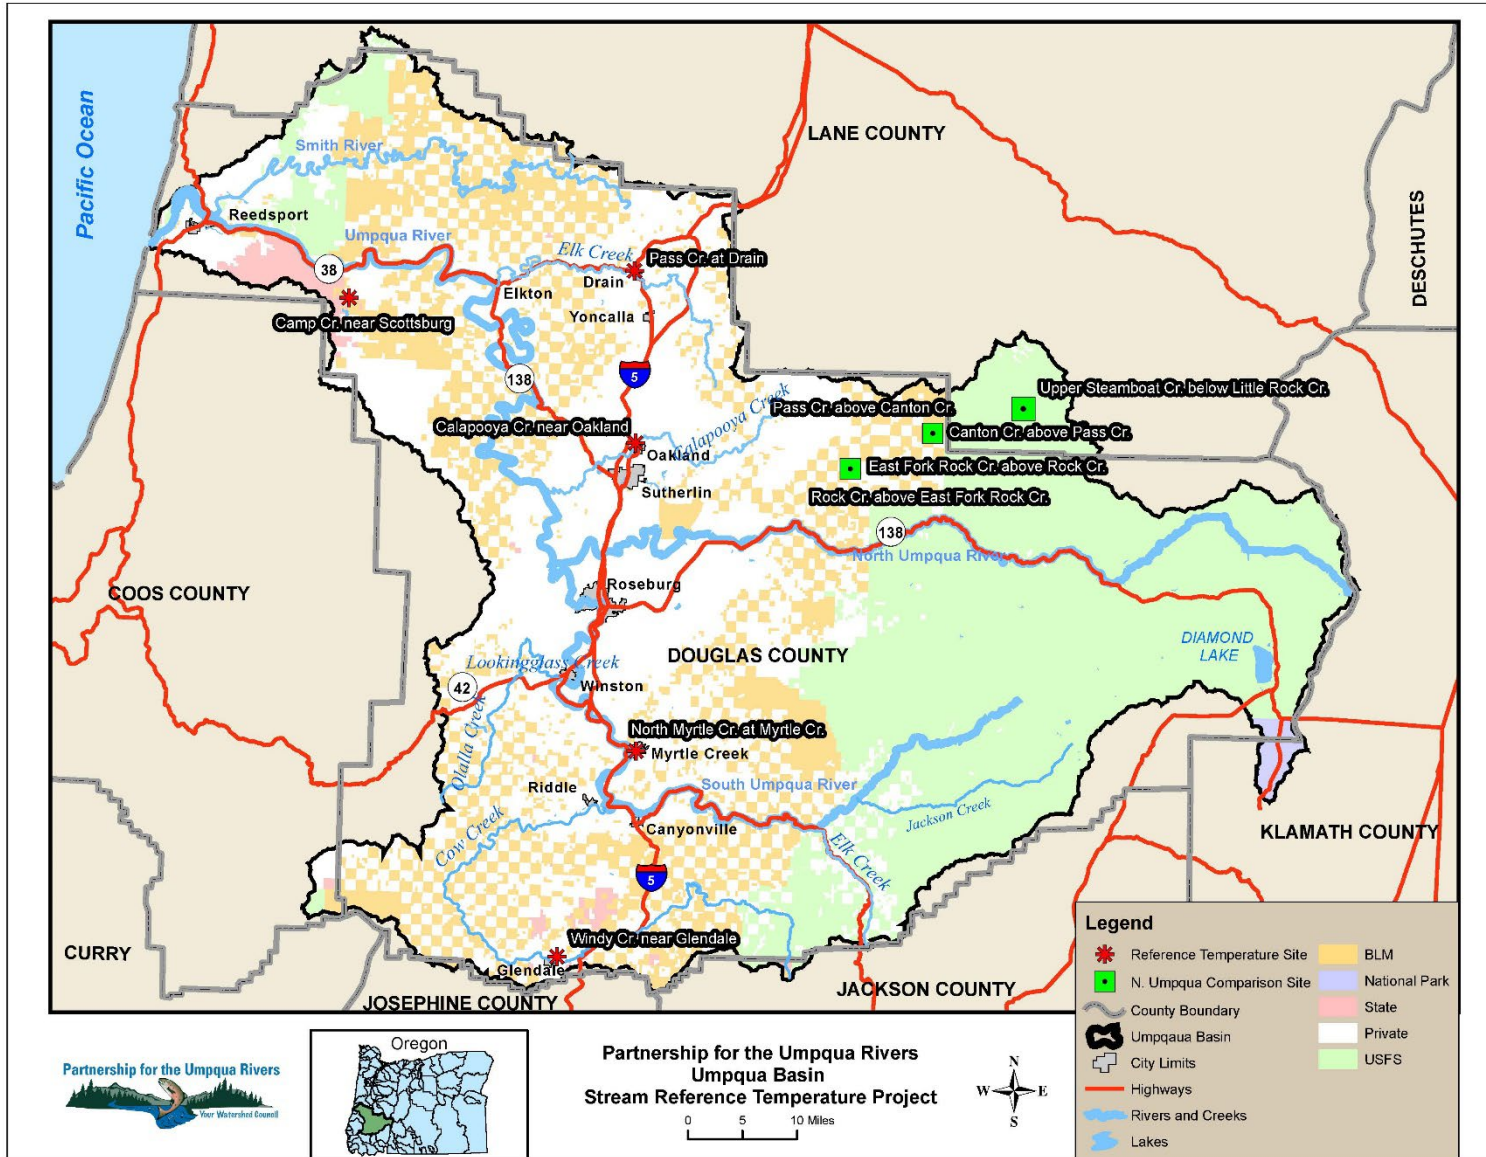 Pacific Ocean
LANE COUNTY
DESCHUTES
Smith River
Reedsport
Umpqua River
38
Elk Creek
Pass Cr. at Drain
Drain
Elkton
Yoncalla
Camp Cr. near Scottsburg
138
5
Upper Steamboat Cr. below Little Rock Cr.
Pass Cr. above Canton Cr.
Canton Cr. above Pass Cr.
Calapooya Creek
Calapooya Cr. near Oakland
Oakland
East Fork Rock Cr. above Rock Cr.
Sutherlin
Rock Cr. above East Fork Rock Cr.
138
North Umpqua River
COOS COUNTY
Roseburg
DIAMOND
LAKE
DOUGLAS COUNTY
Lookingglass Creek
42
Winston
Olalla Creek
North Myrtle Cr. at Myrtle Cr.
Myrtle Creek
South Umpqua River
Riddle
Jackson Creek
Cow Creek
Canyonville
Elk Creek
KLAMATH COUNTY
5
CURRY
Windy Cr. near Glendale
Glendale
JOSEPHINE COUNTY
JACKSON COUNTY
Legend
Reference Temperature Site
N. Umpqua Comparison Site
County Boundary
Umpqaua Basin
City Limits
Highways
Rivers and Creeks
Lakes
BLM
National Park
State
Private
USFS
Partnership for the Umpqua Rivers
Your Watershed Council
Oregon
Partnership for the Umpqua Rivers
Umpqua Basin
Stream Reference Temperature Project
0 5 10 Miles
N
W E
S